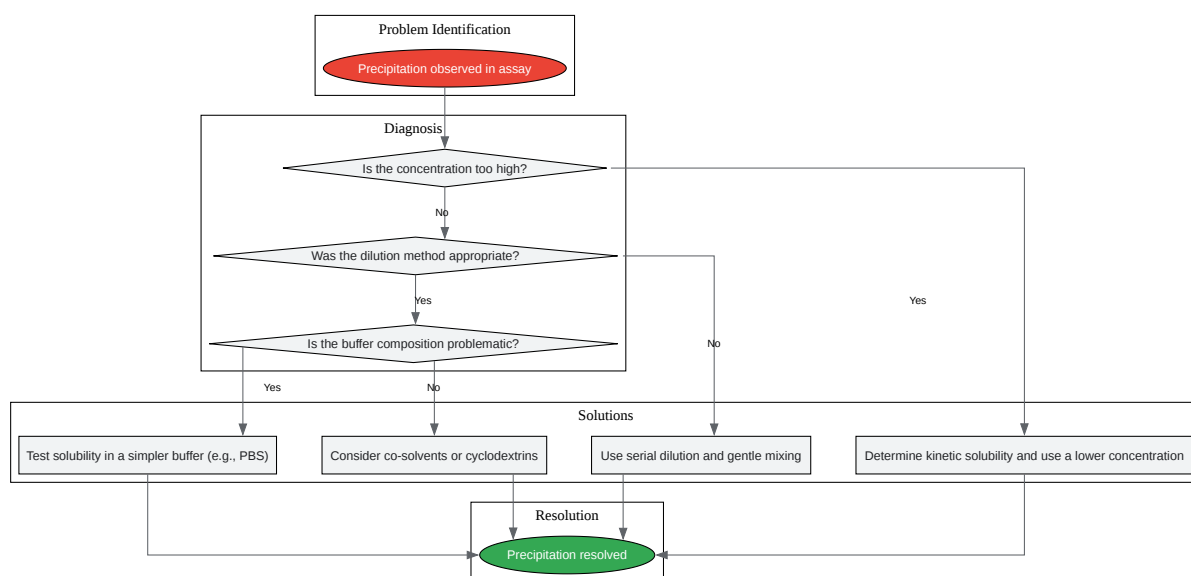 Problem Identification
Precipitation observed in assay
Diagnosis
Is the concentration too high?
No
Was the dilution method appropriate?
Yes
Yes
Is the buffer composition problematic?
No
Yes
No
Solutions
Test solubility in a simpler buffer (e.g., PBS)
Consider co-solvents or cyclodextrins
Use serial dilution and gentle mixing
Determine kinetic solubility and use a lower concentration
Resolution
Precipitation resolved